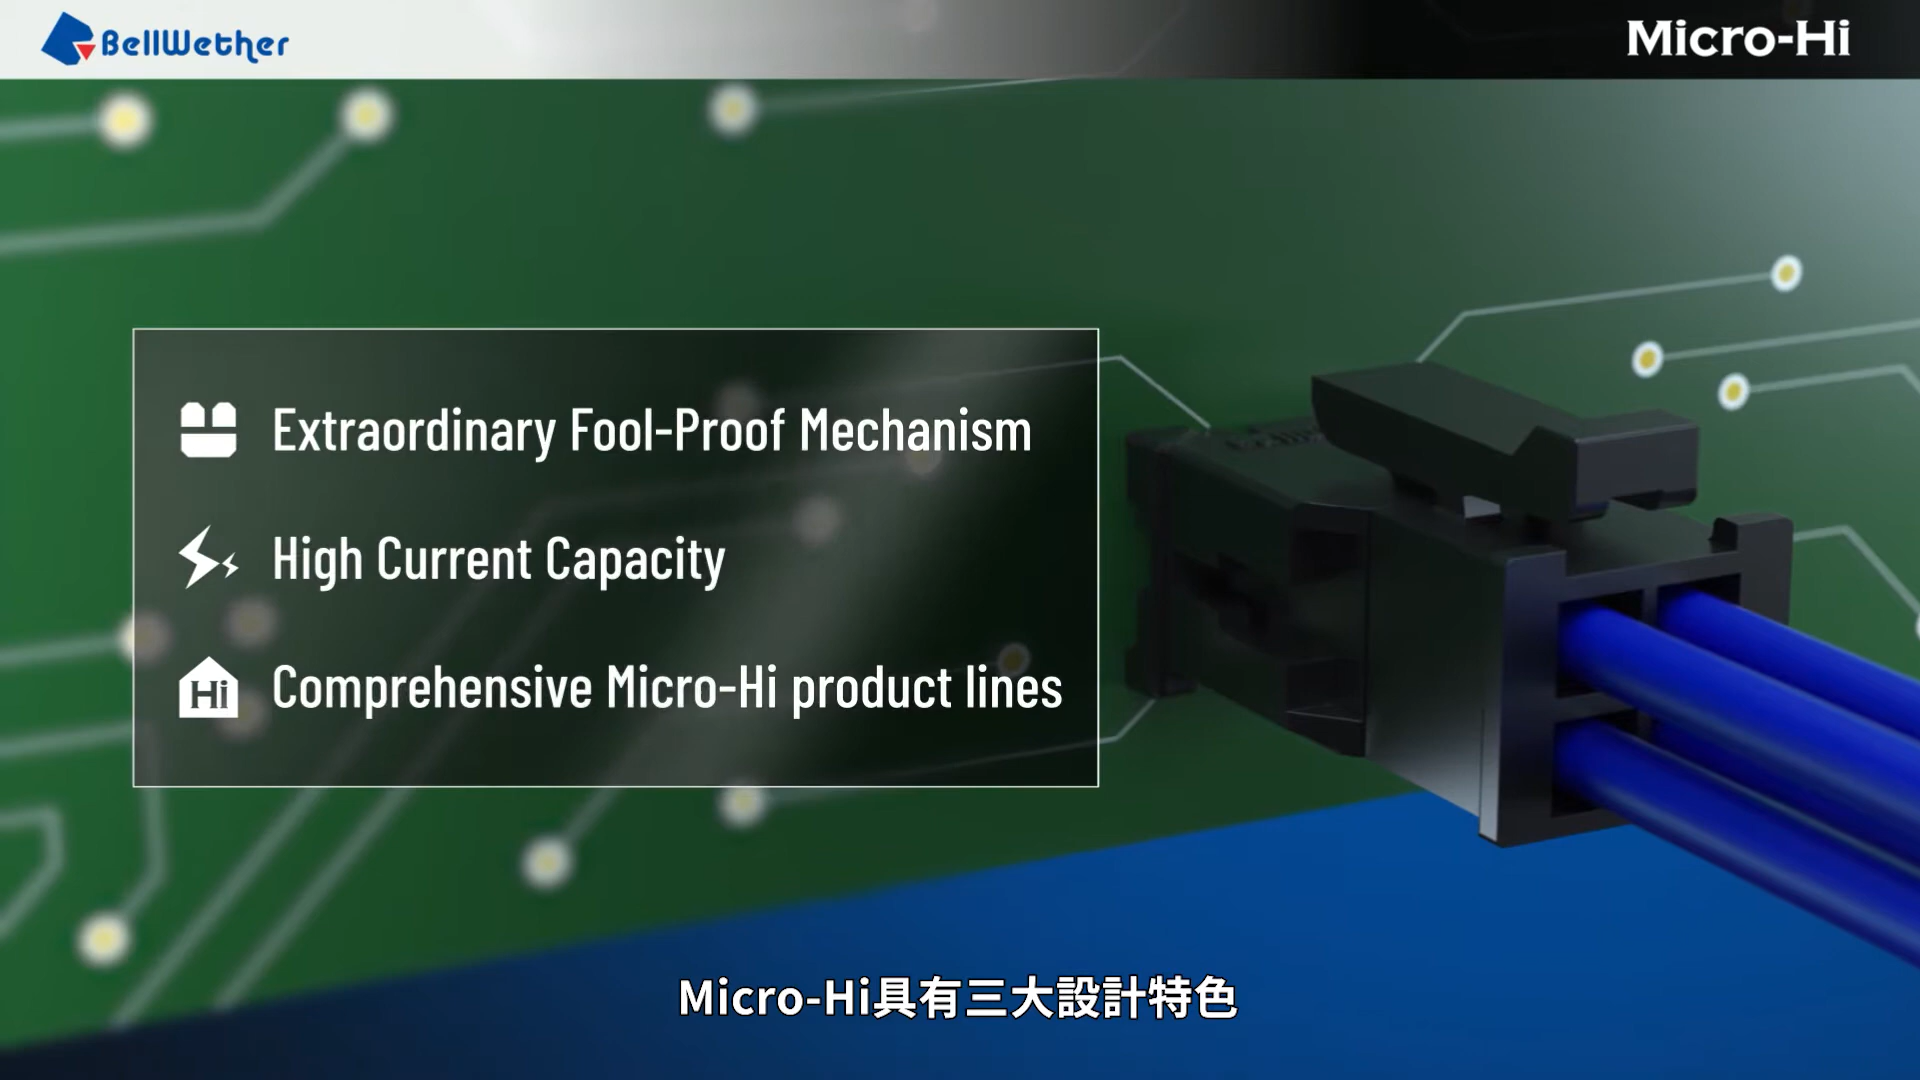 BellWether
Micro-Hi
Extraordinary Fool-Proof Mechanism
High Current Capacity
Hi
Comprehensive Micro-Hi product lines
Micro-Hi具有三大設計特色